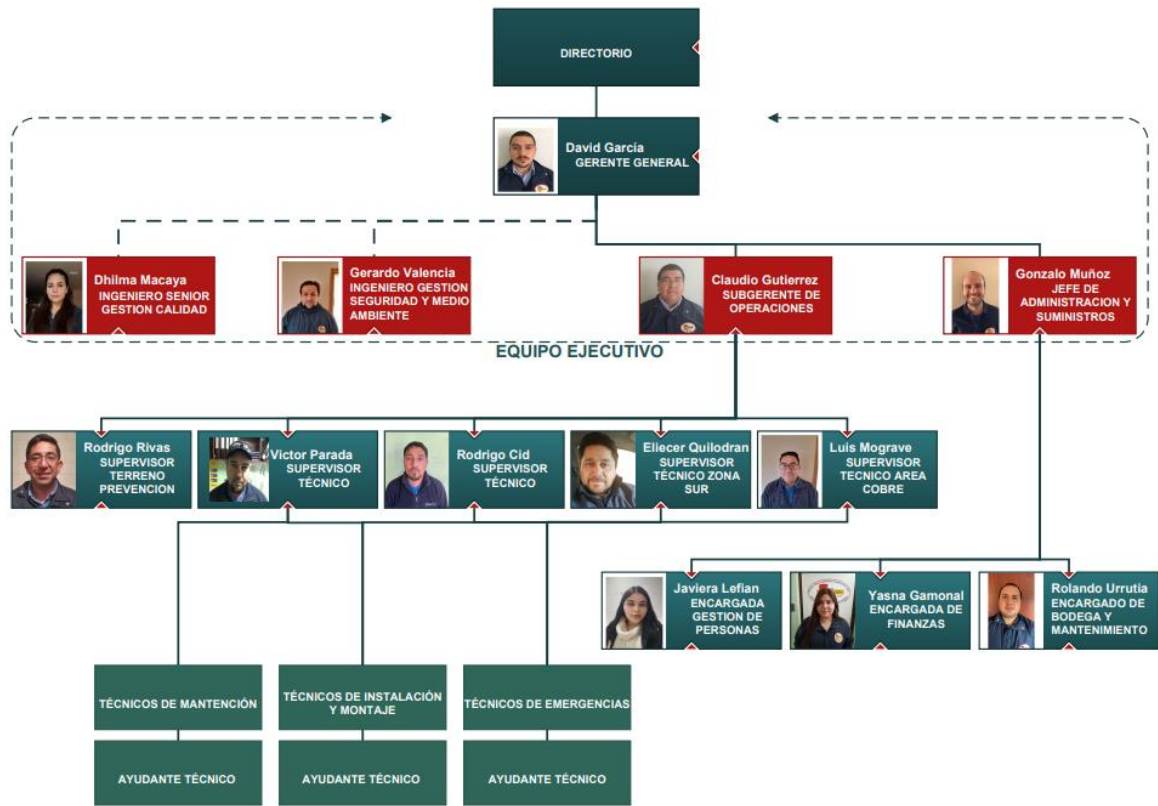 DIRECTORIO
David Garcia
GERENTE GENERAL
Dhilma Macaya
INGENIERO SENIOR
GESTION CALIDAD
Gerardo Valencia
INGENIERO GESTION
SEGURIDAD Y MEDIO
AMBIENTE
Claudio Gutierrez
SUBGERENTE DE
OPERACIONES
Gonzalo Muñoz
JEFE DE
ADMINISTRACION Y
SUMINISTROS
EQUIPO EJECUTIVO
Rodrigo Rivas
SUPERVISOR
TERRENO
PREVENCION
Victor Parada
SUPERVISOR
TÉCNICO
Rodrigo Cid
SUPERVISOR
TÉCNICO
Eliecer Quilodran
SUPERVISOR
TÉCNICO ZONA
SUR
Luis Mograve
SUPERVISOR
TECNICO AREA
COBRE
Javiera Lefian
ENCARGADA
GESTION DE
PERSONAS
Yasna Gamonal
ENCARGADA DE
FINANZAS
Rolando Urrutia
ENCARGADO DE
BODEGA Y
MANTENIMIENTO
TÉCNICOS DE MANTENCIÓN
TÉCNICOS DE INSTALACIÓN
Y MONTAJE
TÉCNICOS DE EMERGENCIAS
AYUDANTE TÉCNICO
AYUDANTE TÉCNICO
AYUDANTE TÉCNICO